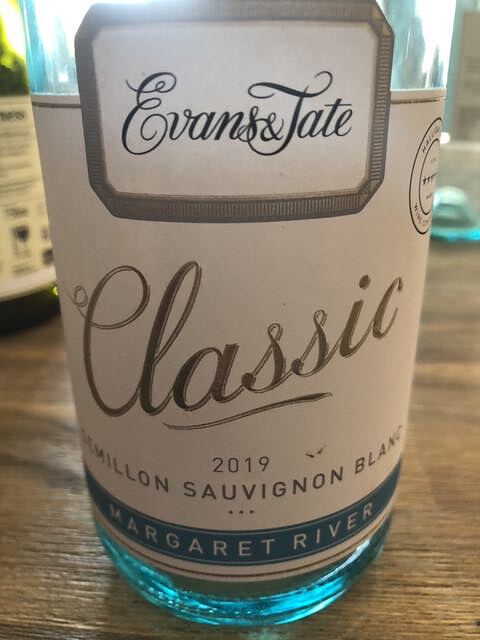 Evans&Tate
Classic
2019
SEMILLON SAUVIGNON BLANC
MARGARET RIVER